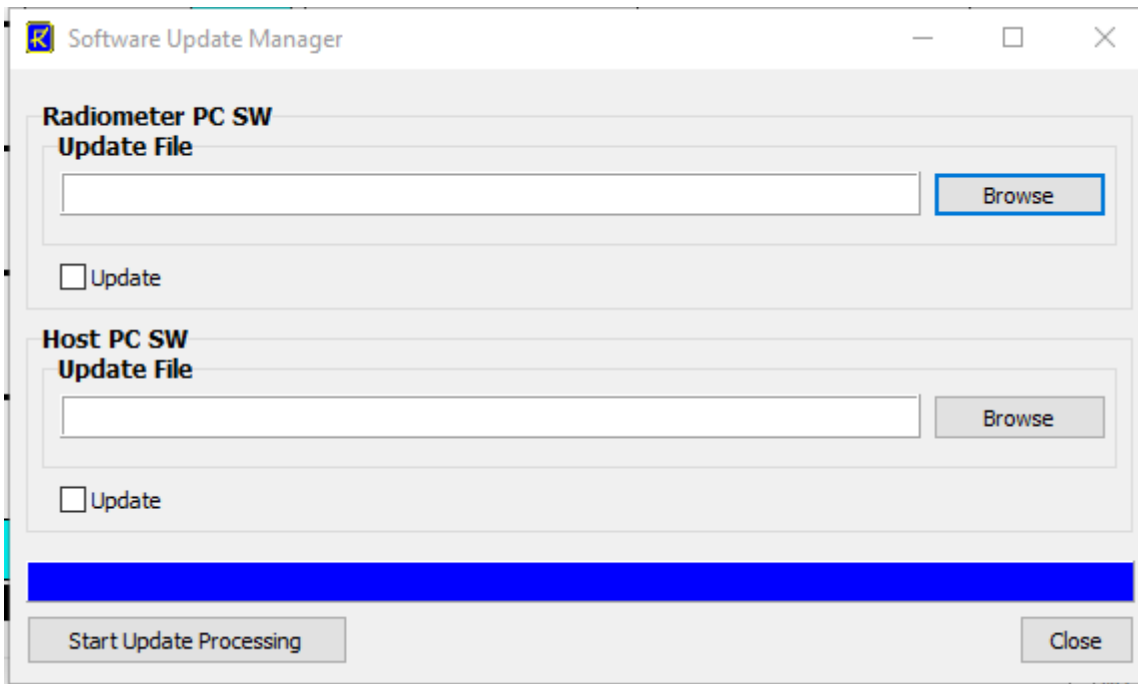 Software Update Manager
Radiometer PC SW
Update File
Browse
Update
Host PC SW
Update File
Browse
Update
Start Update Processing
Close